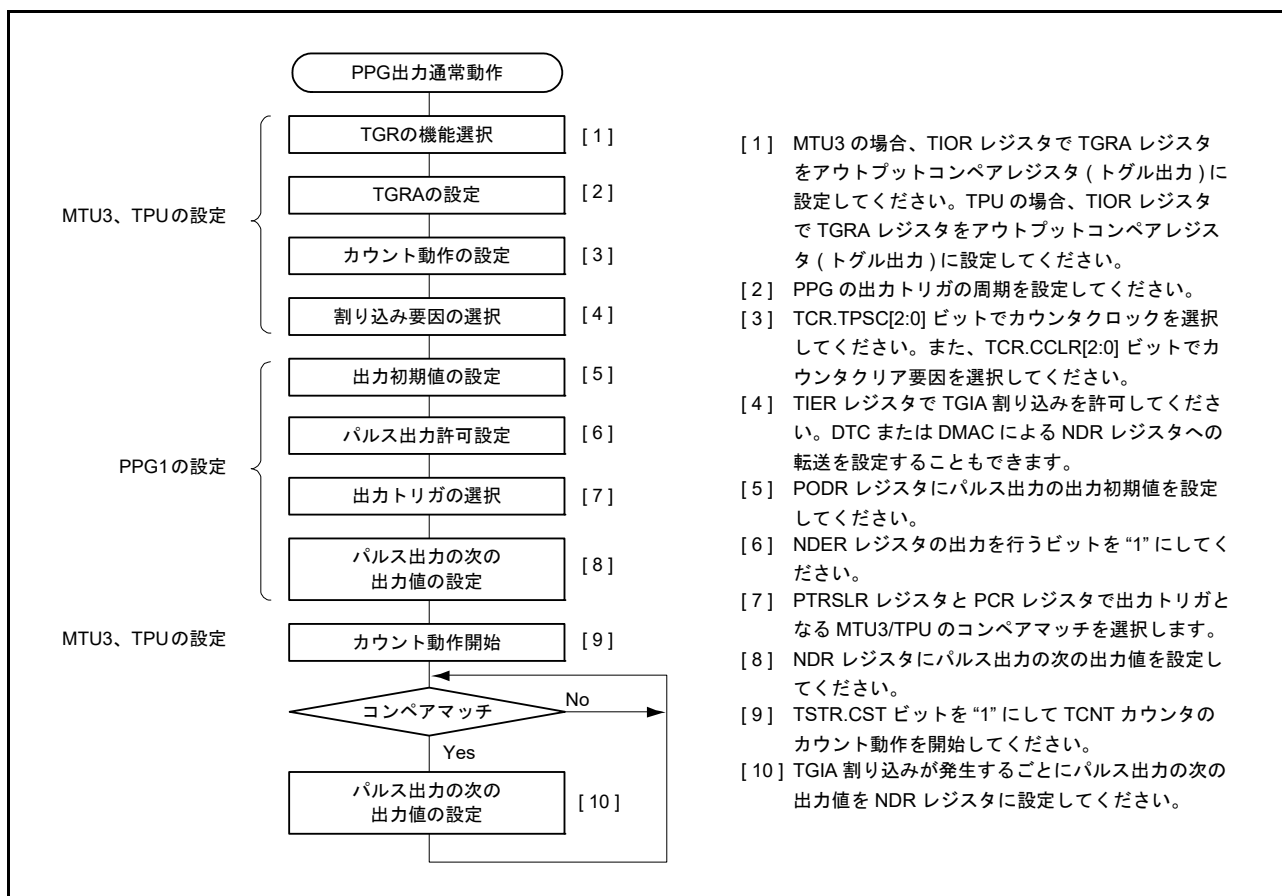 PPG出力通常動作
MTU3、TPUの設定
TGRの機能選択 [ 1 ]
TGRAの設定 [ 2 ]
カウント動作の設定 [ 3 ]
割り込み要因の選択 [ 4 ]
PPG1の設定
出力初期値の設定 [ 5 ]
パルス出力許可設定 [ 6 ]
出力トリガの選択 [ 7 ]
パルス出力の次の
出力値の設定 [ 8 ]
MTU3、TPUの設定
カウント動作開始 [ 9 ]
コンペアマッチ
No
Yes
パルス出力の次の
出力値の設定 [ 10 ]
[ 1 ] MTU3 の場合、TIOR レジスタで TGRA レジスタ
をアウトプットコンペアレジスタ ( トグル出力 ) に
設定してください。TPU の場合、TIOR レジスタ
で TGRA レジスタをアウトプットコンペアレジス
タ ( トグル出力 ) に設定してください。
[ 2 ] PPG の出力トリガの周期を設定してください。
[ 3 ] TCR.TPSC[2:0] ビットでカウンタクロックを選択
してください。また、TCR.CCLR[2:0] ビットでカ
ウンタクリア要因を選択してください。
[ 4 ] TIER レジスタで TGIA 割り込みを許可してくださ
い。DTC または DMAC による NDR レジスタへの
転送を設定することもできます。
[ 5 ] PODR レジスタにパルス出力の出力初期値を設定
してください。
[ 6 ] NDER レジスタの出力を行うビットを “1” にしてく
ださい。
[ 7 ] PTRSLR レジスタと PCR レジスタで出力トリガと
なる MTU3/TPU のコンペアマッチを選択します。
[ 8 ] NDR レジスタにパルス出力の次の出力値を設定し
てください。
[ 9 ] TSTR.CST ビットを “1” にして TCNT カウンタの
カウント動作を開始してください。
[ 10 ] TGIA 割り込みが発生するごとにパルス出力の次の
出力値を NDR レジスタに設定してください。